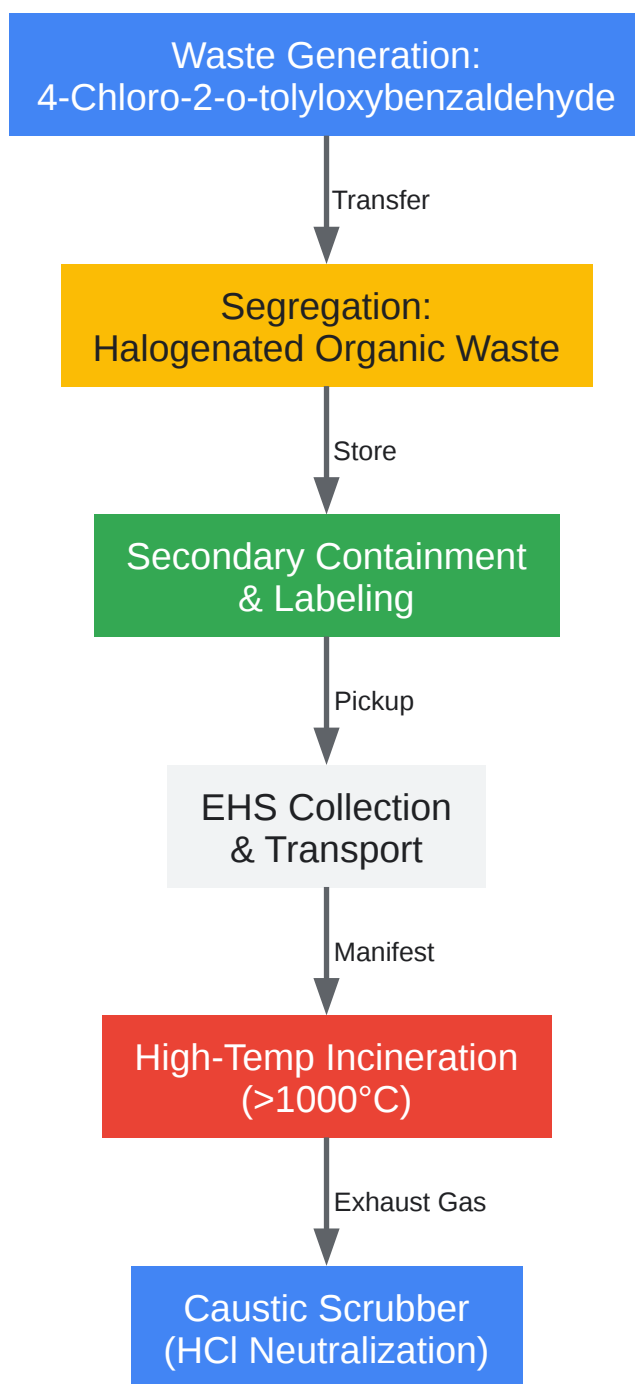 Waste Generation:
4-Chloro-2-o-tolyloxybenzaldehyde
Transfer
Segregation:
Halogenated Organic Waste
Store
Secondary Containment
& Labeling
Pickup
EHS Collection
& Transport
Manifest
High-Temp Incineration
(>1000°C)
Exhaust Gas
Caustic Scrubber
(HCl Neutralization)